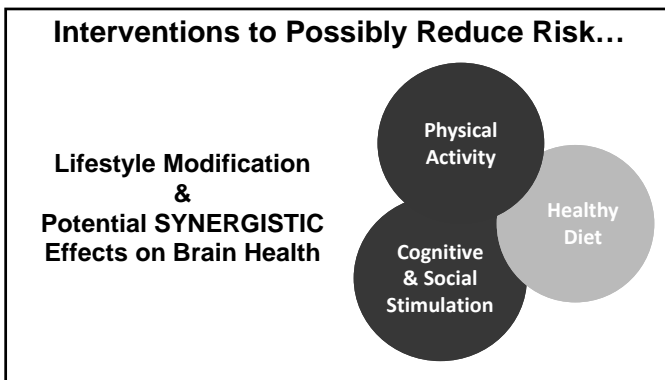 Interventions to Possibly Reduce Risk…
Lifestyle Modification
&
Potential SYNERGISTIC
Effects on Brain Health
Physical
Activity
Healthy
Diet
Cognitive
& Social
Stimulation